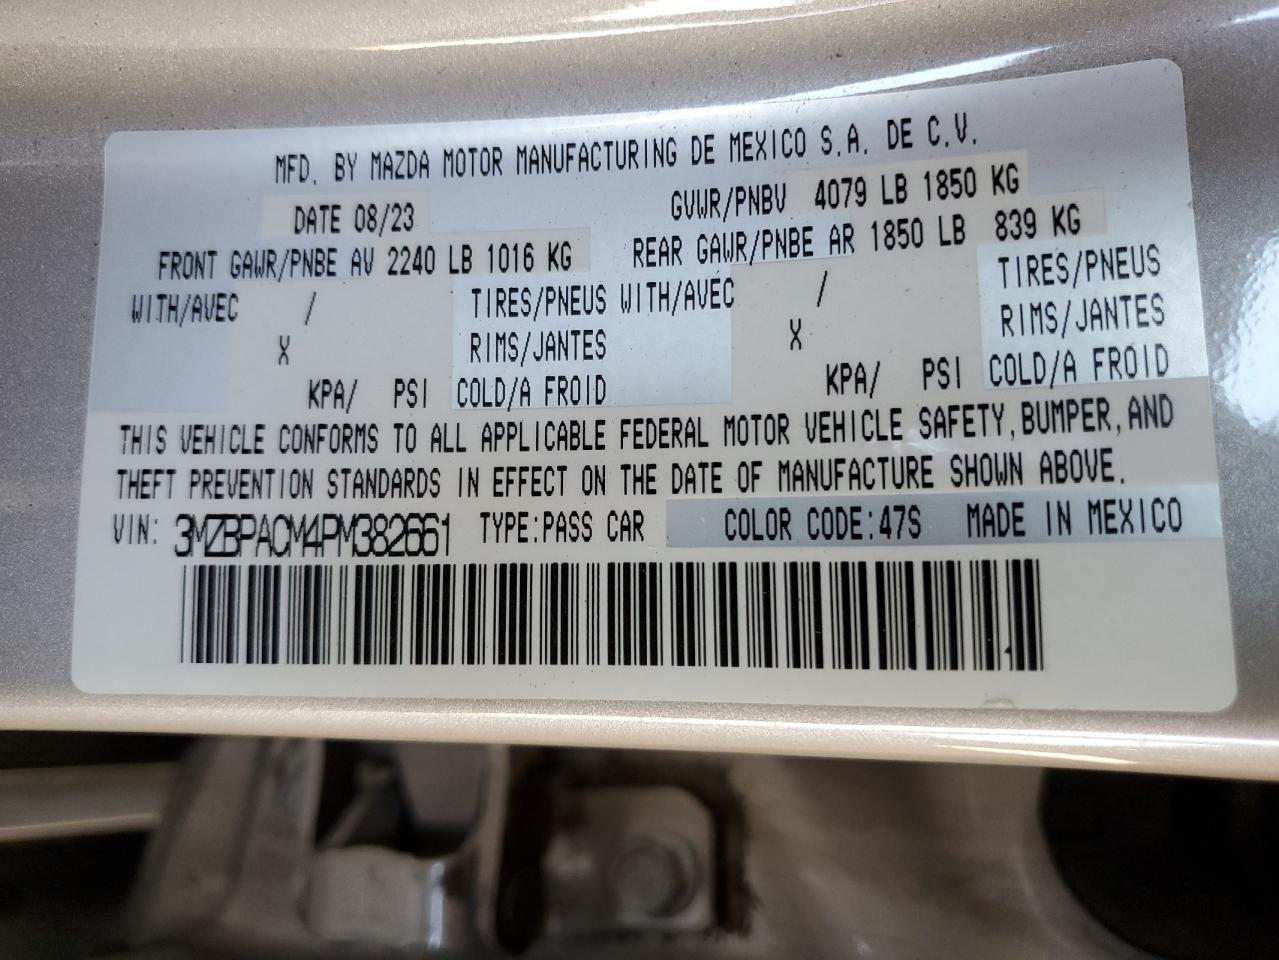 MFD. BY MAZDA MOTOR MANUFACTURING DE MEXICO S.A. DE C.V.
DATE 08/23 GVWR/PNBV 4079 LB 1850 KG
FRONT GAWR/PNBE AV 2240 LB 1016 KG REAR GAWR/PNBE AR 1850 LB 839 KG
WITH/AVEC / TIRES/PNEUS WITH/AVEC / TIRES/PNEUS
X RIMS/JANTES X RIMS/JANTES
KPA/ PSI COLD/A FROID KPA/ PSI COLD/A FROID
THIS VEHICLE CONFORMS TO ALL APPLICABLE FEDERAL MOTOR VEHICLE SAFETY, BUMPER, AND
THEFT PREVENTION STANDARDS IN EFFECT ON THE DATE OF MANUFACTURE SHOWN ABOVE.
VIN: 3MZBPACM4PM382661 TYPE:PASS CAR COLOR CODE:47S MADE IN MEXICO